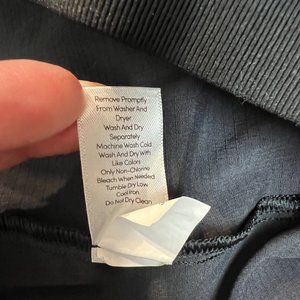 Remove Promptly
From Washer And
Dryer
Wash And Dry
Separately
Machine Wash Cold
Wash And Dry With
Like Colors
Only Non-Chlorine
Bleach When Needed
Tumble Dry Low
Cool Iron
Do Not Dry Clean